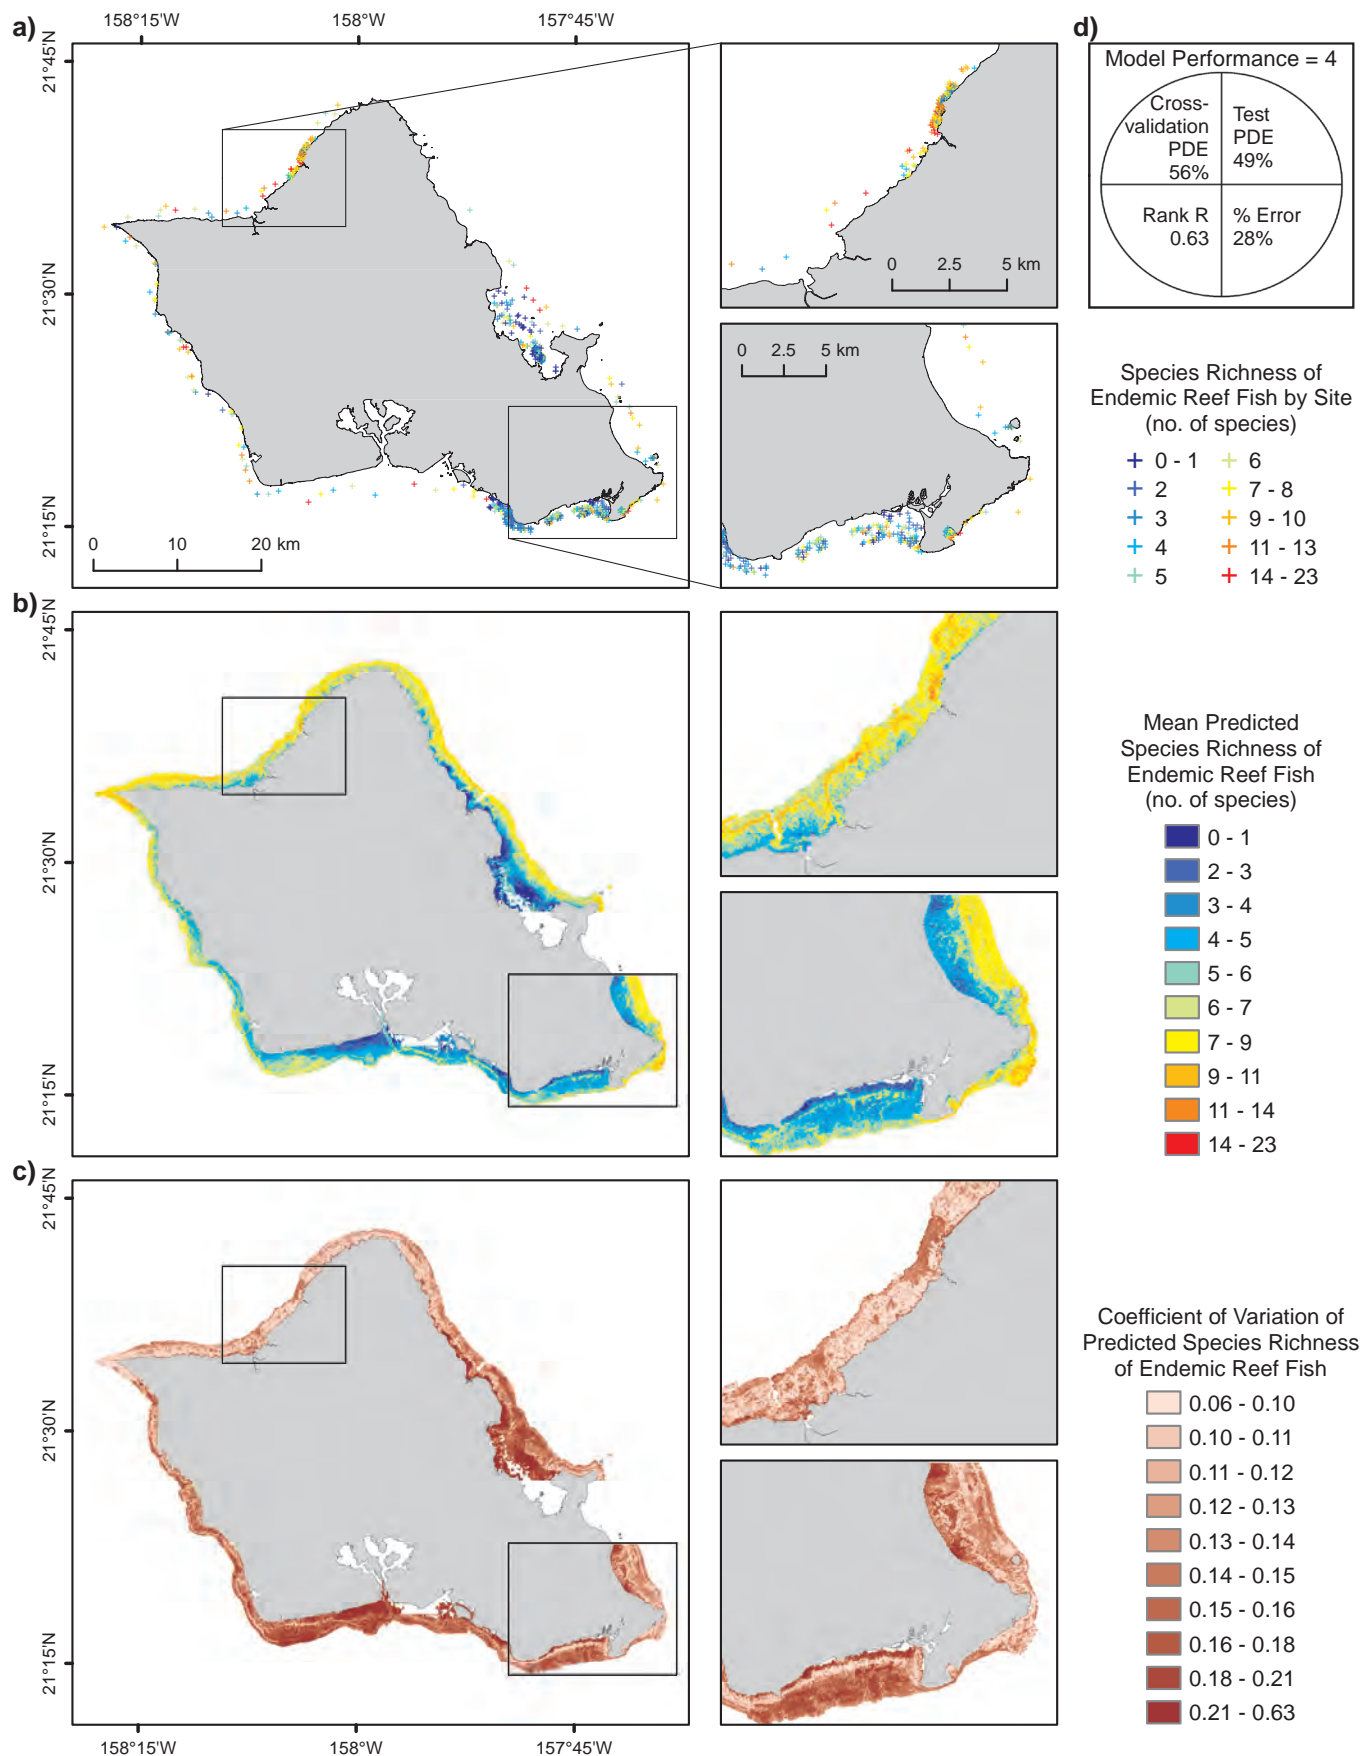 158°15'W 158°W 157°45'W
a)
d)
21°45'N
21°30'N
21°15'N
0 10 20 km
0 2.5 5 km
0 2.5 5 km
Model Performance = 4
Cross-
validation
PDE
56%
Test
PDE
49%
Rank R
0.63
% Error
28%
Species Richness of
Endemic Reef Fish by Site
(no. of species)
0 - 1
2
3
4
5
6
7 - 8
9 - 10
11 - 13
14 - 23
b)
21°45'N
21°30'N
21°15'N
Mean Predicted
Species Richness of
Endemic Reef Fish
(no. of species)
0 - 1
2 - 3
3 - 4
4 - 5
5 - 6
6 - 7
7 - 9
9 - 11
11 - 14
14 - 23
c)
21°45'N
21°30'N
21°15'N
Coefficient of Variation of
Predicted Species Richness
of Endemic Reef Fish
0.06 - 0.10
0.10 - 0.11
0.11 - 0.12
0.12 - 0.13
0.13 - 0.14
0.14 - 0.15
0.15 - 0.16
0.16 - 0.18
0.18 - 0.21
0.21 - 0.63
158°15'W 158°W 157°45'W